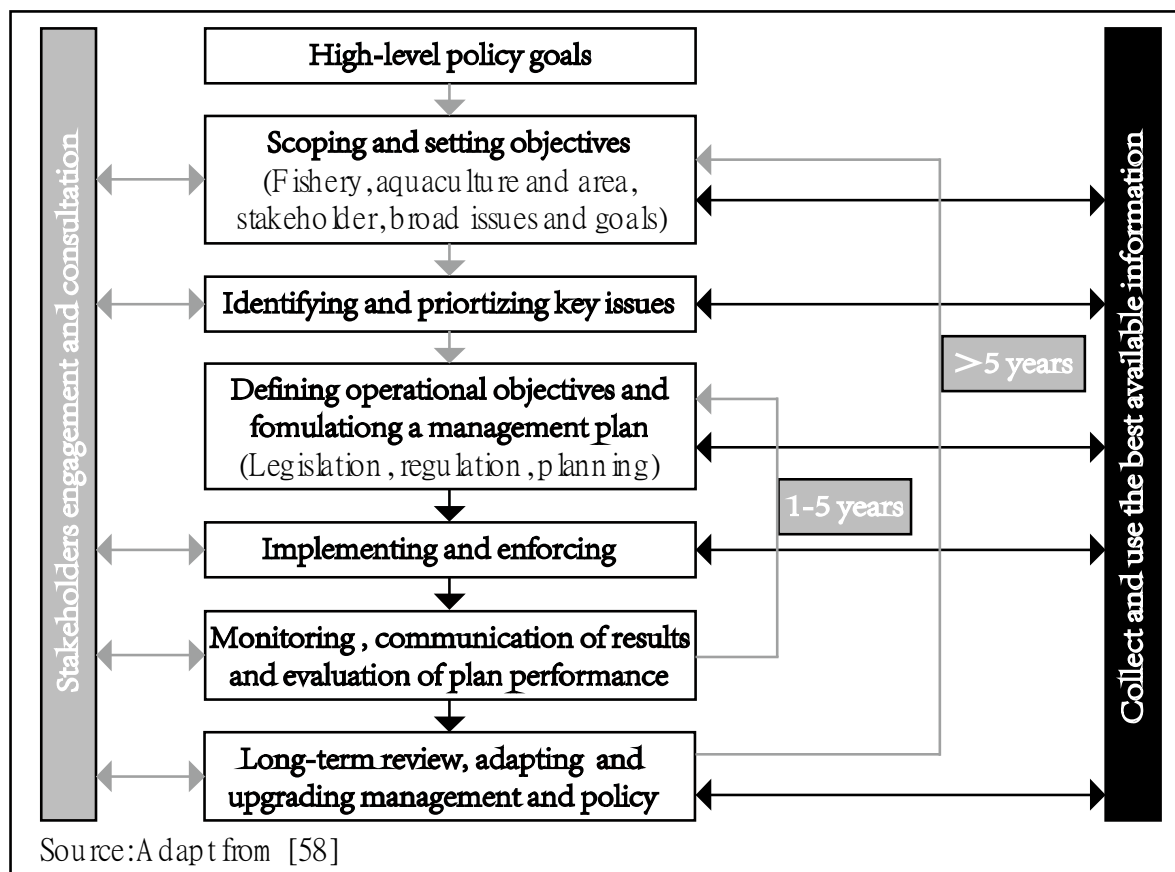 High-level policy goals
Scoping and setting objectives
(Fishery, aquaculture and area,
stakeholder, broad issues and goals)
Identifying and priortizing key issues
Defining operational objectives and
fomulationg a management plan
(Legislation, regulation, planning)
Implementing and enforcing
Monitoring , communication of results
and evaluation of plan performance
Long-term review, adapting and
upgrading management and policy
Stakeholders engagement and consultation
1-5 years
>5 years
Collect and use the best available information
Source:Adapt from [58]